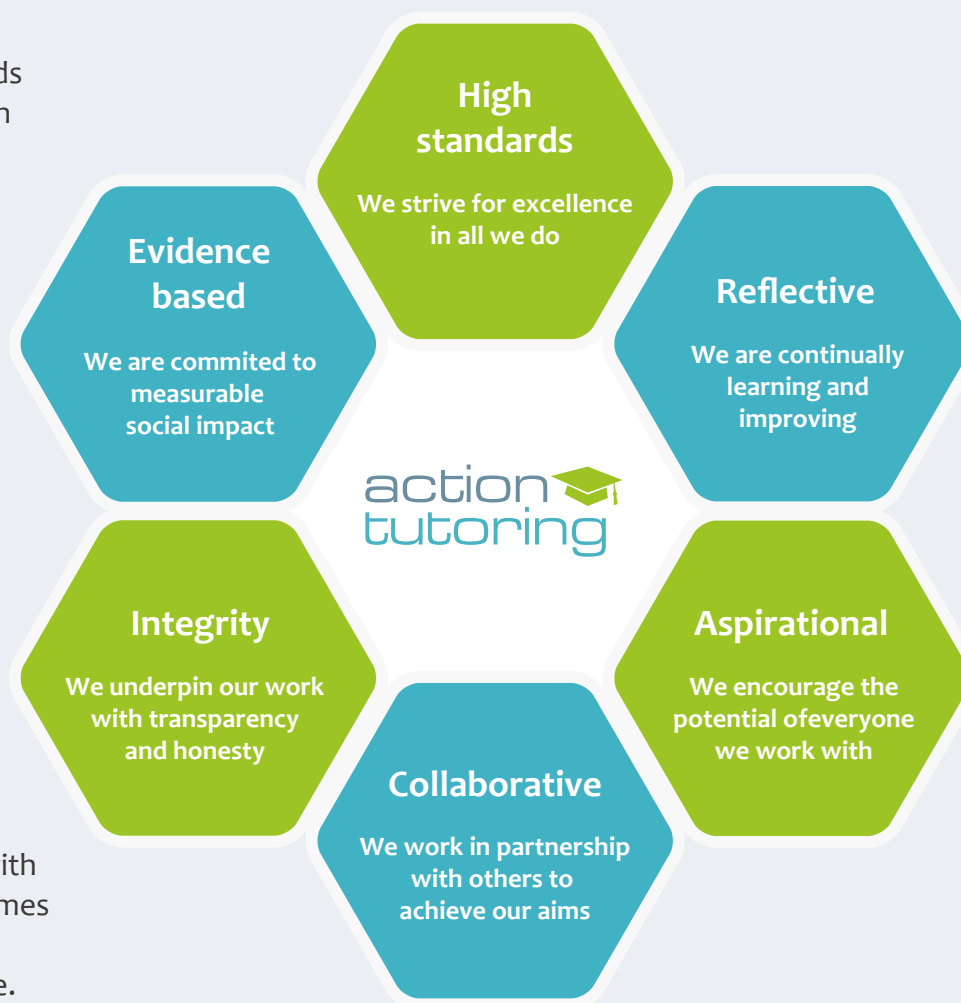 ds
n
High
standards
We strive for excellence
in all we do
Evidence
based
We are commited to
measurable
social impact
Reflective
We are continually
learning and
improving
action
tutoring
Integrity
We underpin our work
with transparency
and honesty
Aspirational
We encourage the
potential ofeveryone
we work with
Collaborative
We work in partnership
with others to
achieve our aims
ith
mes
e.